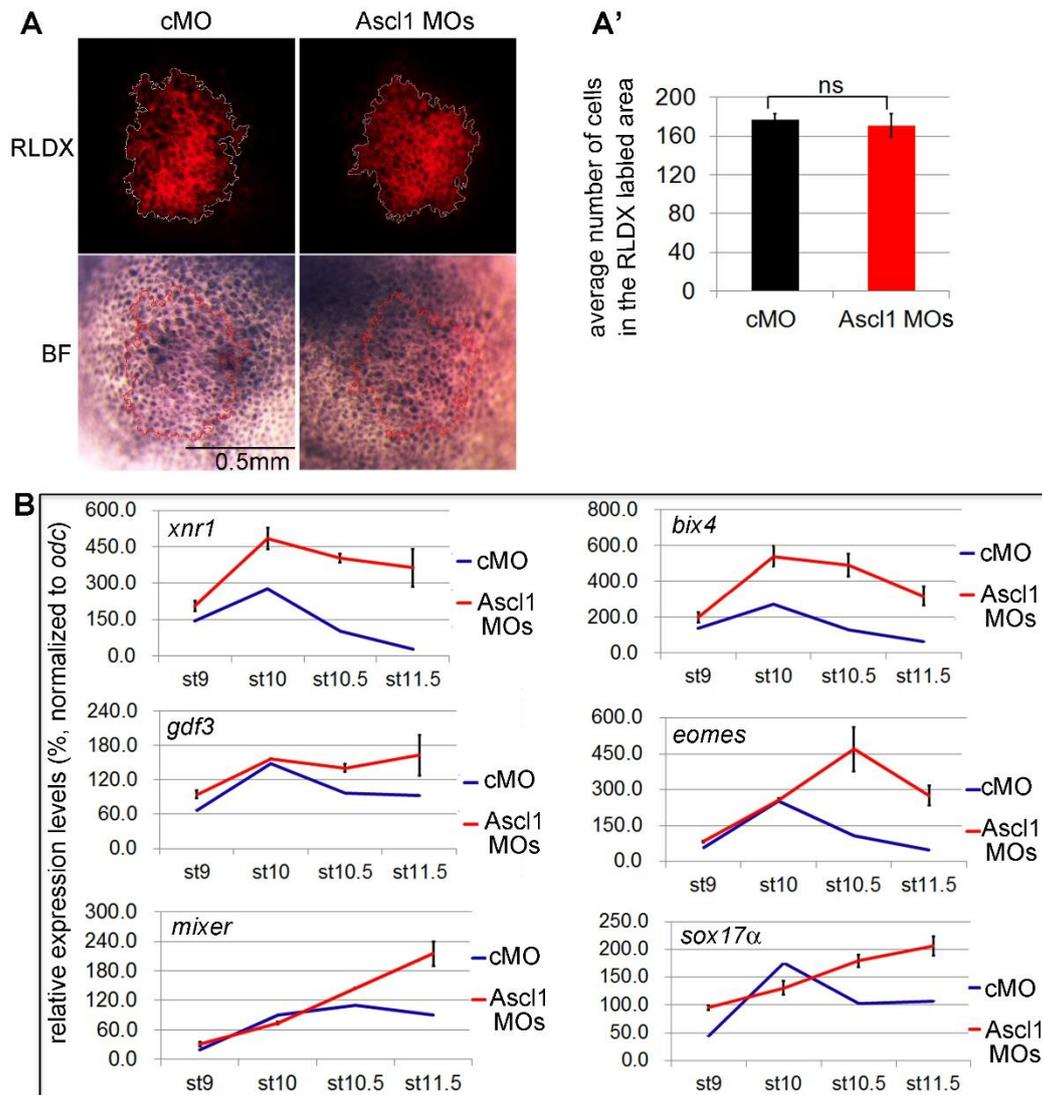 A
cMO
Ascl1 MOs
RLDX
BF
0.5mm
A'
average number of cells
in the RLDX labled area
200
160
120
80
40
0
ns
cMO
Ascl1 MOs
B
relative expression levels (%, normalized to odc)
xnr1
600.0
450.0
300.0
150.0
0.0
st9 st10 st10.5 st11.5
cMO
Ascl1
MOs
bix4
800.0
600.0
400.0
200.0
0.0
st9 st10 st10.5 st11.5
cMO
Ascl1
MOs
gdf3
240.0
180.0
120.0
60.0
0.0
st9 st10 st10.5 st11.5
cMO
Ascl1
MOs
eomes
600.0
450.0
300.0
150.0
0.0
st9 st10 st10.5 st11.5
cMO
Ascl1
MOs
mixer
300.0
240.0
180.0
120.0
60.0
0.0
st9 st10 st10.5 st11.5
cMO
Ascl1
MOs
sox17α
250.0
200.0
150.0
100.0
50.0
0.0
st9 st10 st10.5 st11.5
cMO
Ascl1
MOs